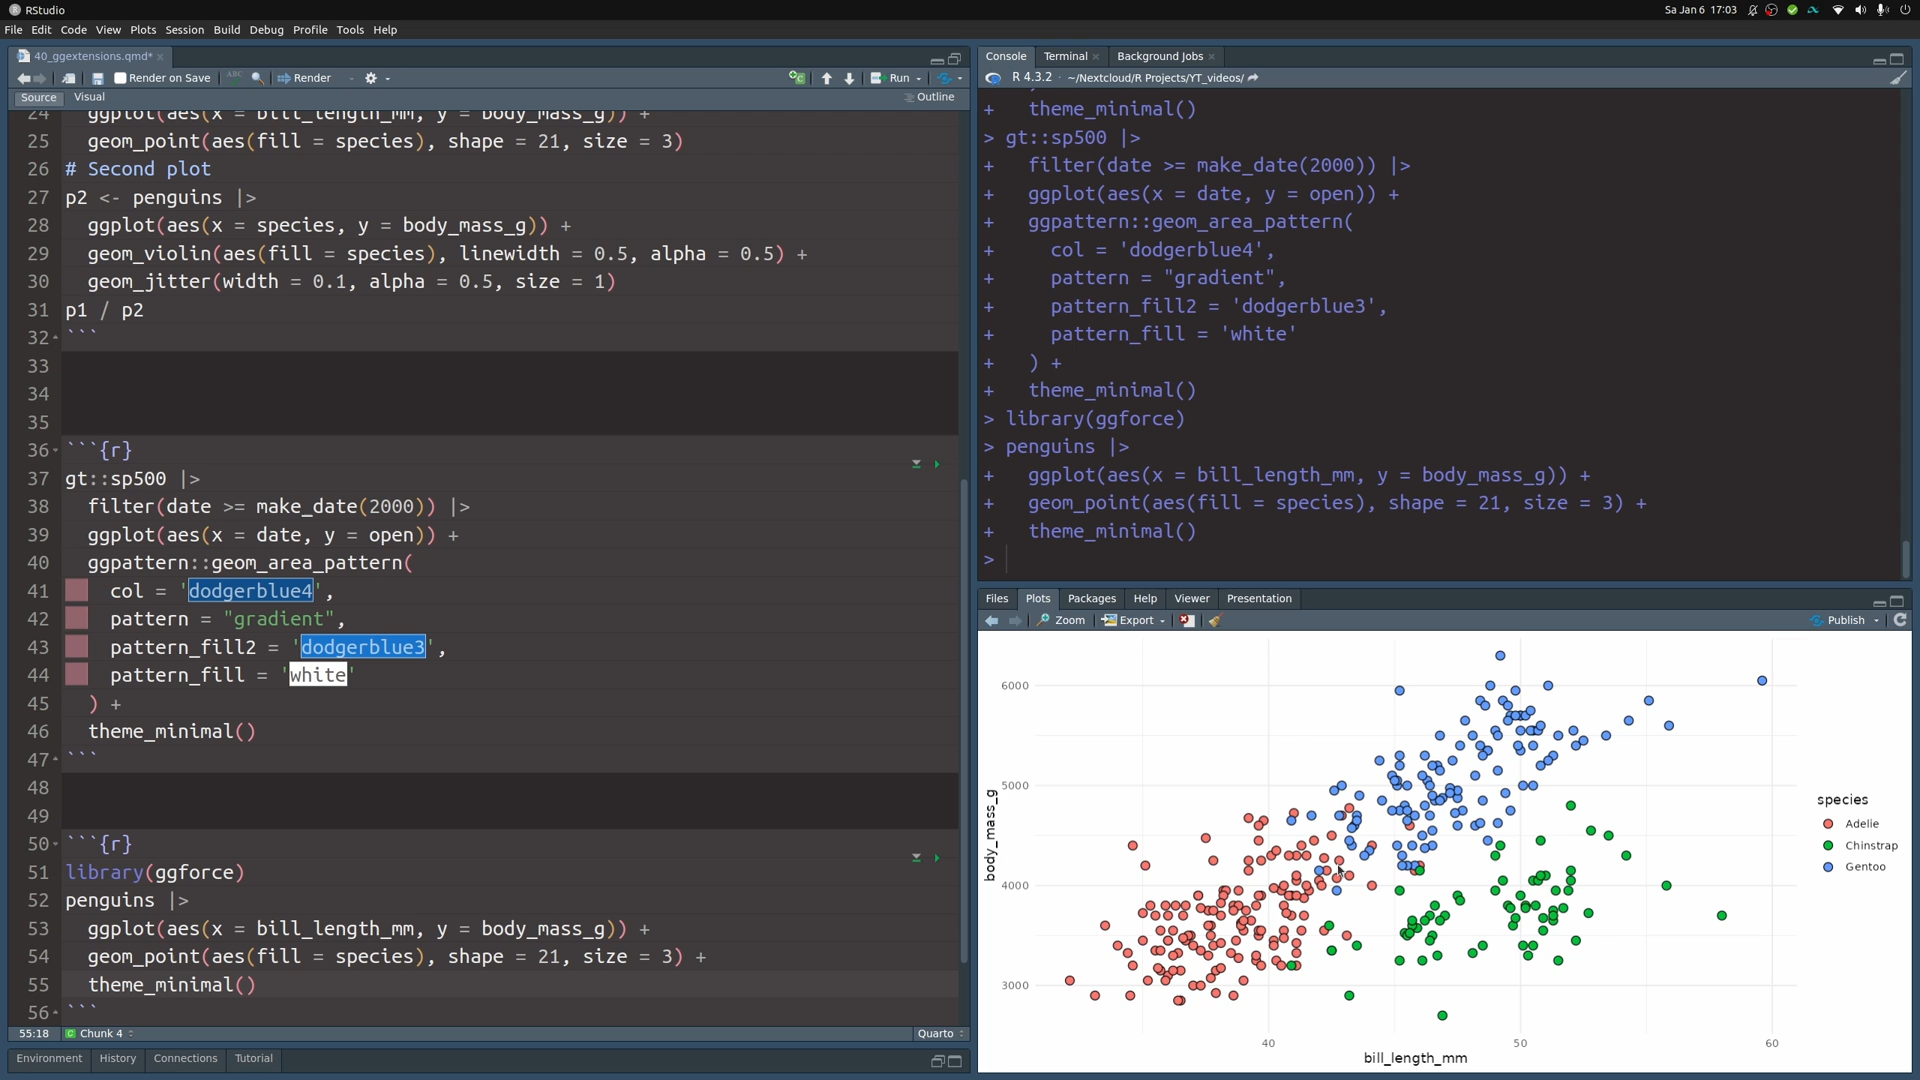 RStudio
Sa Jan 6 17:03
File Edit Code View Plots Session Build Debug Profile Tools Help
40_ggextensions.qmd*
Render on Save ABC Render Run
Source Visual Outline
24 ggplot(aes(x = bill_length_mm, y = body_mass_g)) +
25 geom_point(aes(fill = species), shape = 21, size = 3)
26 # Second plot
27 p2 <- penguins |>
28 ggplot(aes(x = species, y = body_mass_g)) +
29 geom_violin(aes(fill = species), linewidth = 0.5, alpha = 0.5) +
30 geom_jitter(width = 0.1, alpha = 0.5, size = 1)
31 p1 / p2
32 ```
33
34
35
36 ```{r}
37 gt::sp500 |>
38 filter(date >= make_date(2000)) |>
39 ggplot(aes(x = date, y = open)) +
40 ggpattern::geom_area_pattern(
41 col = 'dodgerblue4',
42 pattern = "gradient",
43 pattern_fill2 = 'dodgerblue3',
44 pattern_fill = 'white'
45 ) +
46 theme_minimal()
47 ```
48
49
50 ```{r}
51 library(ggforce)
52 penguins |>
53 ggplot(aes(x = bill_length_mm, y = body_mass_g)) +
54 geom_point(aes(fill = species), shape = 21, size = 3) +
55 theme_minimal()
56 ```
55:18 C Chunk 4 Quarto
Environment History Connections Tutorial
Console Terminal Background Jobs
R 4.3.2 · ~/Nextcloud/R Projects/YT_videos/
+ theme_minimal()
> gt::sp500 |>
+ filter(date >= make_date(2000)) |>
+ ggplot(aes(x = date, y = open)) +
+ ggpattern::geom_area_pattern(
+ col = 'dodgerblue4',
+ pattern = "gradient",
+ pattern_fill2 = 'dodgerblue3',
+ pattern_fill = 'white'
+ ) +
+ theme_minimal()
> library(ggforce)
> penguins |>
+ ggplot(aes(x = bill_length_mm, y = body_mass_g)) +
+ geom_point(aes(fill = species), shape = 21, size = 3) +
+ theme_minimal()
>
Files Plots Packages Help Viewer Presentation
Zoom Export Publish
6000
5000
4000
3000
body_mass_g
40 50 60
bill_length_mm
species
Adelie
Chinstrap
Gentoo